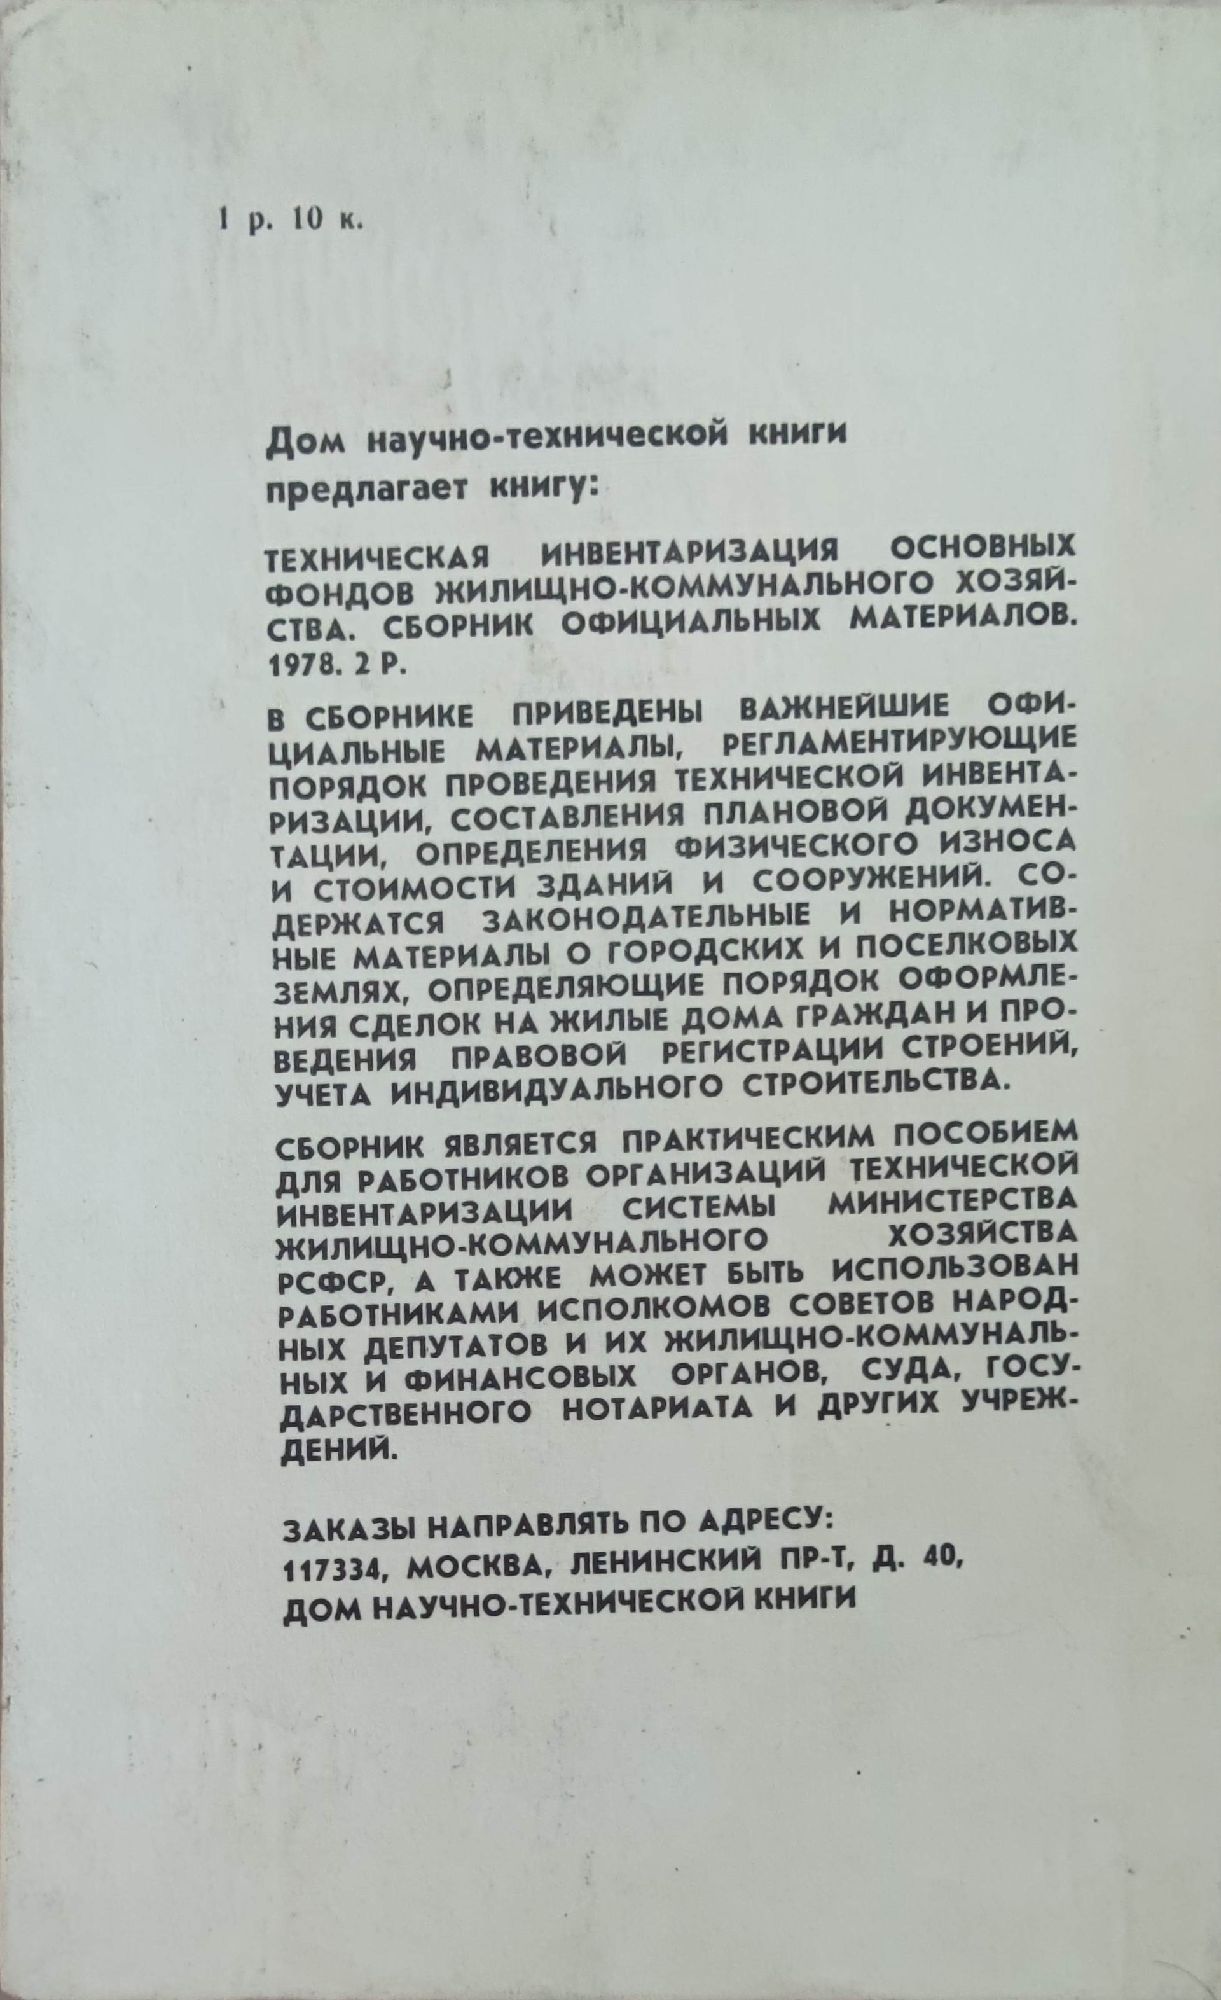 1 р. 10 к.
Дом научно-технической книги
предлагает книгу:
ТЕХНИЧЕСКАЯ ИНВЕНТАРИЗАЦИЯ ОСНОВНЫХ
ФОНДОВ ЖИЛИЩНО-КОММУНАЛЬНОГО ХОЗЯЙ-
СТВА. СБОРНИК ОФИЦИАЛЬНЫХ МАТЕРИАЛОВ.
1978. 2 Р.
В СБОРНИКЕ ПРИВЕДЕНЫ ВАЖНЕЙШИЕ ОФИ-
ЦИАЛЬНЫЕ МАТЕРИАЛЫ, РЕГЛАМЕНТИРУЮЩИЕ
ПОРЯДОК ПРОВЕДЕНИЯ ТЕХНИЧЕСКОЙ ИНВЕНТА-
РИЗАЦИИ, СОСТАВЛЕНИЯ ПЛАНОВОЙ ДОКУМЕН-
ТАЦИИ, ОПРЕДЕЛЕНИЯ ФИЗИЧЕСКОГО ИЗНОСА
И СТОИМОСТИ ЗДАНИЙ И СООРУЖЕНИЙ. СО-
ДЕРЖАТСЯ ЗАКОНОДАТЕЛЬНЫЕ И НОРМАТИВ-
НЫЕ МАТЕРИАЛЫ О ГОРОДСКИХ И ПОСЕЛКОВЫХ
ЗЕМЛЯХ, ОПРЕДЕЛЯЮЩИЕ ПОРЯДОК ОФОРМЛЕ-
НИЯ СДЕЛОК НА ЖИЛЫЕ ДОМА ГРАЖДАН И ПРО-
ВЕДЕНИЯ ПРАВОВОЙ РЕГИСТРАЦИИ СТРОЕНИЙ,
УЧЕТА ИНДИВИДУАЛЬНОГО СТРОИТЕЛЬСТВА.
СБОРНИК ЯВЛЯЕТСЯ ПРАКТИЧЕСКИМ ПОСОБИЕМ
ДЛЯ РАБОТНИКОВ ОРГАНИЗАЦИЙ ТЕХНИЧЕСКОЙ
ИНВЕНТАРИЗАЦИИ СИСТЕМЫ МИНИСТЕРСТВА
ЖИЛИЩНО-КОММУНАЛЬНОГО ХОЗЯЙСТВА
РСФСР, А ТАКЖЕ МОЖЕТ БЫТЬ ИСПОЛЬЗОВАН
РАБОТНИКАМИ ИСПОЛКОМОВ СОВЕТОВ НАРОД-
НЫХ ДЕПУТАТОВ И ИХ ЖИЛИЩНО-КОММУНАЛЬ-
НЫХ И ФИНАНСОВЫХ ОРГАНОВ, СУДА, ГОСУ-
ДАРСТВЕННОГО НОТАРИАТА И ДРУГИХ УЧРЕЖ-
ДЕНИЙ.
ЗАКАЗЫ НАПРАВЛЯТЬ ПО АДРЕСУ:
117334, МОСКВА, ЛЕНИНСКИЙ ПР-Т, Д. 40,
ДОМ НАУЧНО-ТЕХНИЧЕСКОЙ КНИГИ